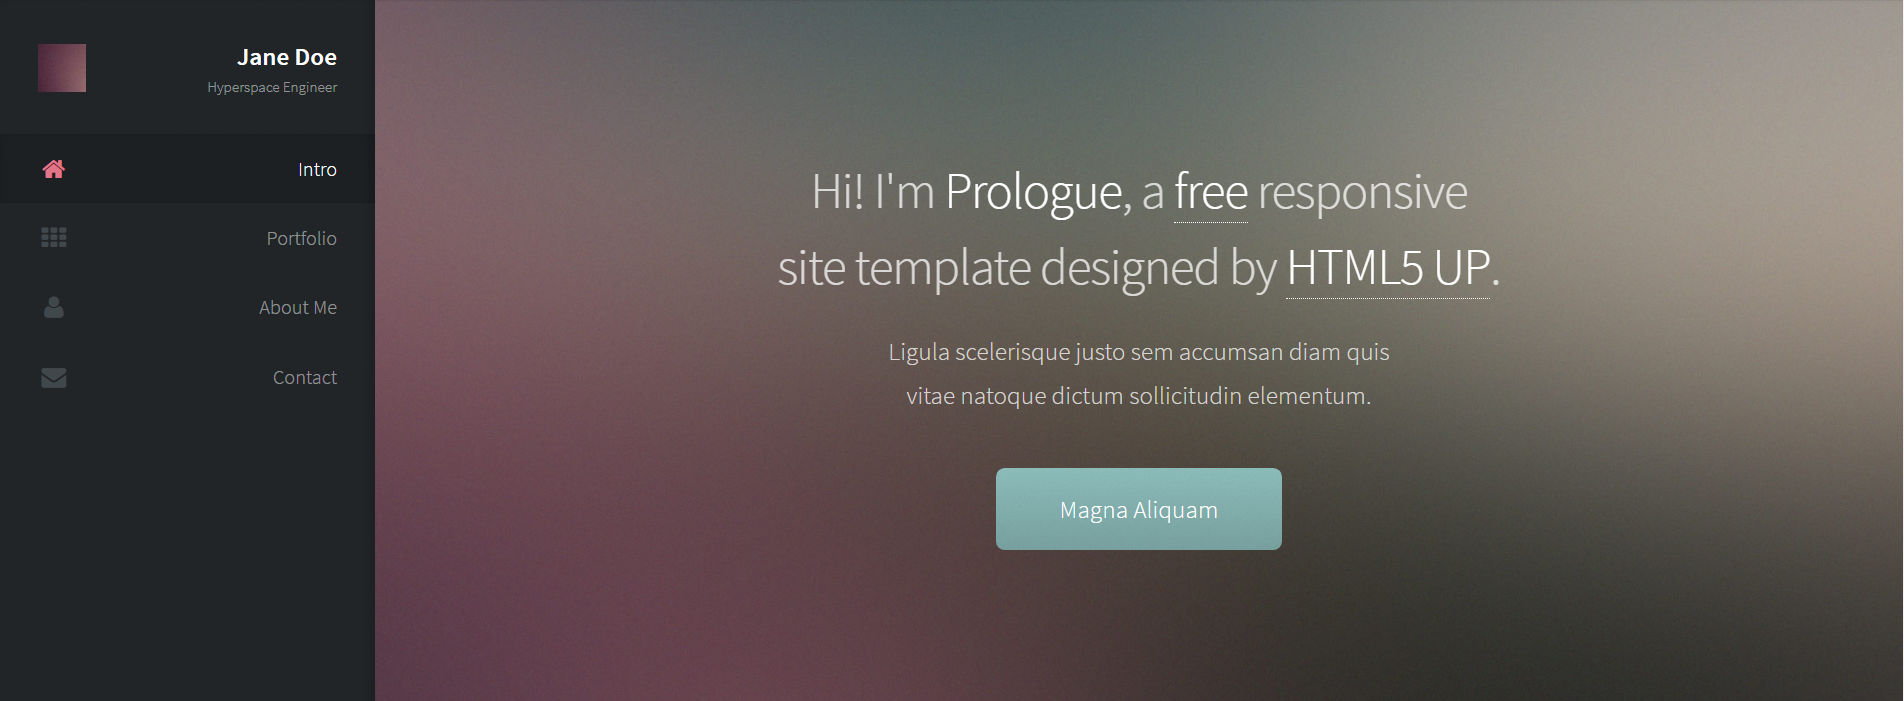 Jane Doe
Hyperspace Engineer
Intro
Portfolio
About Me
Contact
Hi! I'm Prologue, a free responsive
site template designed by HTML5 UP.
Ligula scelerisque justo sem accumsan diam quis
vitae natoque dictum sollicitudin elementum.
Magna Aliquam